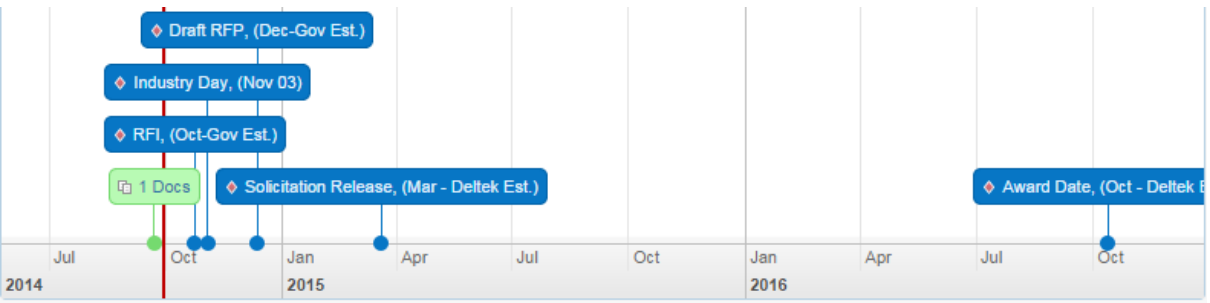 Draft RFP, (Dec-Gov Est.)
Industry Day, (Nov 03)
RFI, (Oct-Gov Est.)
1 Docs
Solicitation Release, (Mar - Deltek Est.)
Award Date, (Oct - Deltek E
Jul Oct Jan Apr Jul Oct Jan Apr Jul Oct
2014 2015 2016